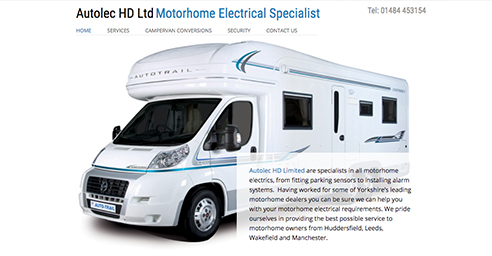 Autolec HD Ltd Motorhome Electrical Specialist
Tel: 01484 453154
HOME SERVICES CAMPERVAN CONVERSIONS SECURITY CONTACT US
AUTOTRAIL
AUTO-TRAIL
Autolec HD Limited are specialists in all motorhome
electrics, from fitting parking sensors to installing alarm
systems. Having worked for some of Yorkshire's leading
motorhome dealers you can be sure we can help you
with your motorhome electrical requirements. We pride
ourselves in providing the best possible service to
motorhome owners from Huddersfield, Leeds,
Wakefield and Manchester.